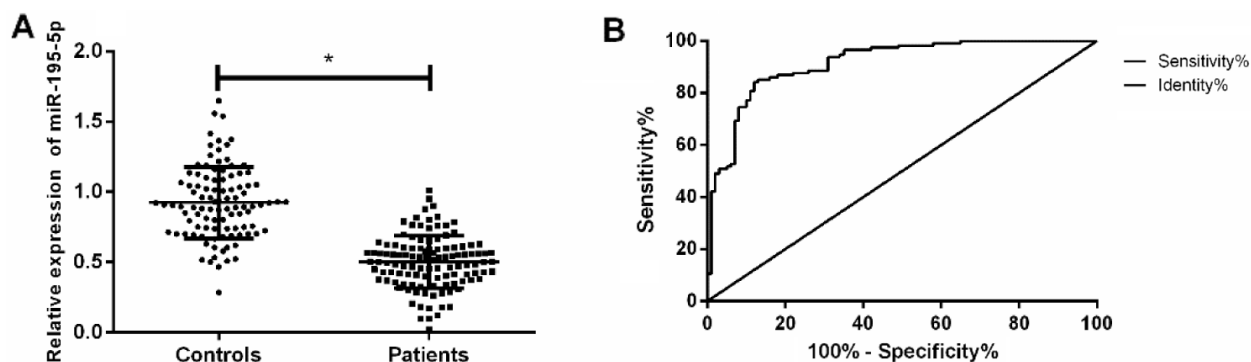 A
Relative expression of miR-195-5p
2.0
1.5
1.0
0.5
0.0
*
Controls
Patients
B
Sensitivity%
100
80
60
40
20
0
0
20
40
60
80
100
100% - Specificity%
Sensitivity%
Identity%